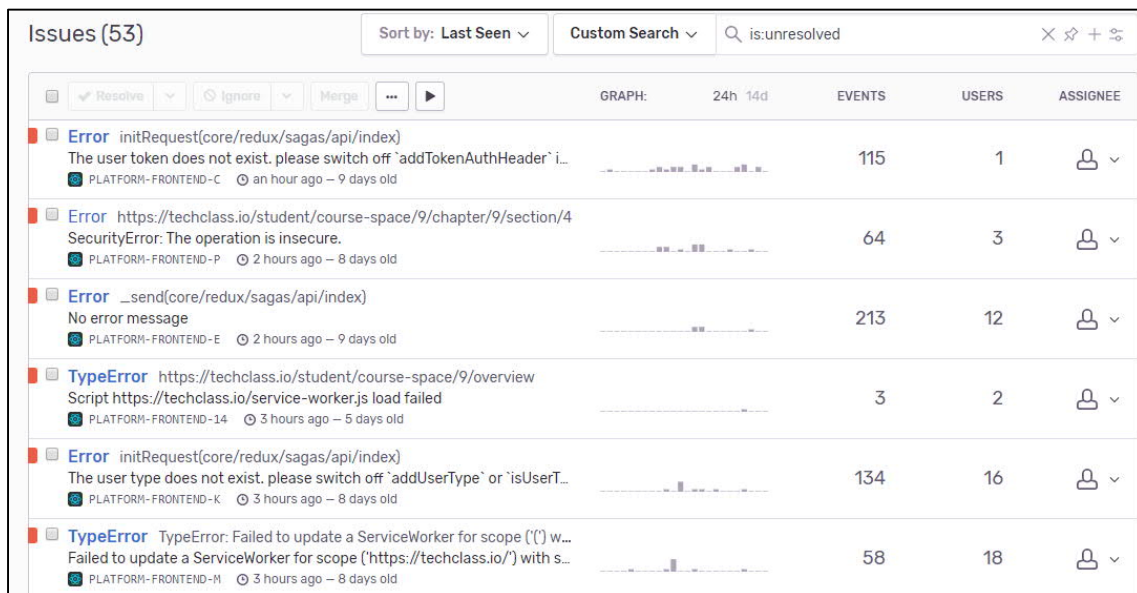 Issues (53)
Sort by: Last Seen
Custom Search
is:unresolved
Resolve
Ignore
Merge
GRAPH: 24h 14d EVENTS USERS ASSIGNEE
Error initRequest(core/redux/sagas/api/index)
The user token does not exist. please switch off `addTokenAuthHeader` i...
PLATFORM-FRONTEND-C an hour ago — 9 days old
115 1
Error https://techclass.io/student/course-space/9/chapter/9/section/4
SecurityError: The operation is insecure.
PLATFORM-FRONTEND-P 2 hours ago — 8 days old
64 3
Error _send(core/redux/sagas/api/index)
No error message
PLATFORM-FRONTEND-E 2 hours ago — 9 days old
213 12
TypeError https://techclass.io/student/course-space/9/overview
Script https://techclass.io/service-worker.js load failed
PLATFORM-FRONTEND-14 3 hours ago — 5 days old
3 2
Error initRequest(core/redux/sagas/api/index)
The user type does not exist. please switch off `addUserType` or `isUserT...
PLATFORM-FRONTEND-K 3 hours ago — 8 days old
134 16
TypeError TypeError: Failed to update a ServiceWorker for scope ('(') w...
Failed to update a ServiceWorker for scope ('https://techclass.io/') with s...
PLATFORM-FRONTEND-M 3 hours ago — 8 days old
58 18